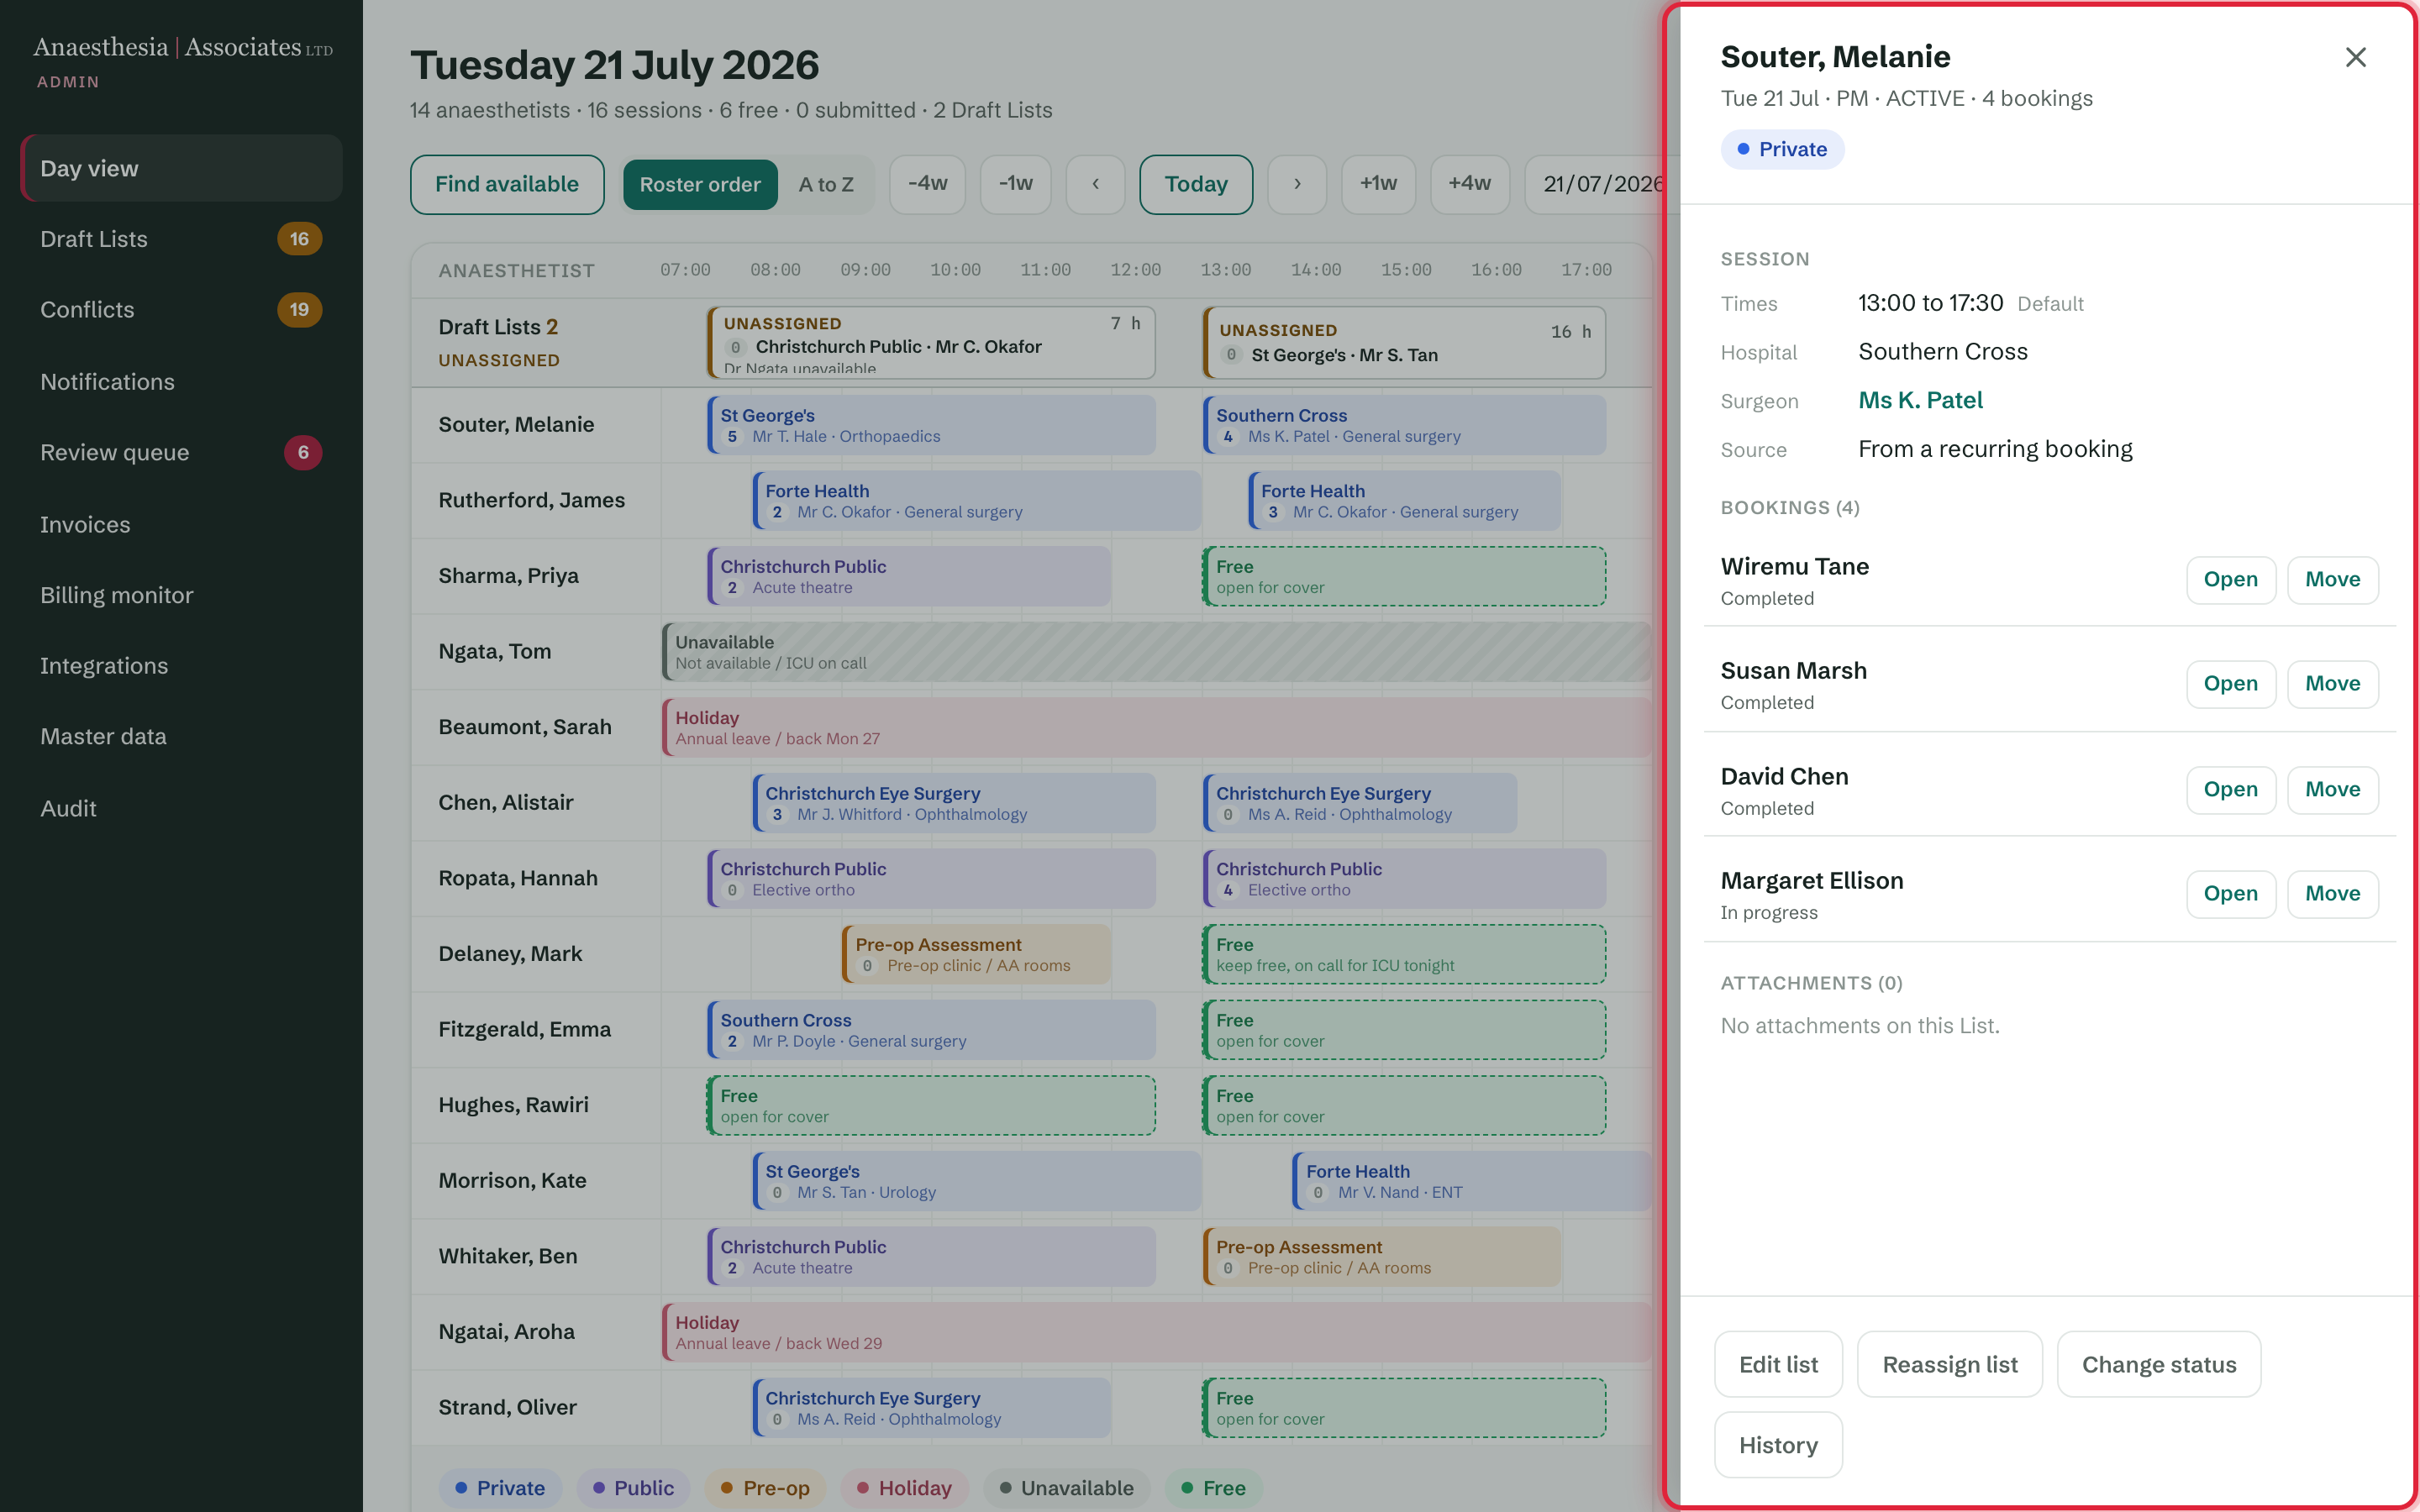 Anaesthesia | Associates LTD
ADMIN
Day view
Draft Lists 16
Conflicts 19
Notifications
Review queue 6
Invoices
Billing monitor
Integrations
Master data
Audit
Tuesday 21 July 2026
14 anaesthetists · 16 sessions · 6 free · 0 submitted · 2 Draft Lists
Find available Roster order A to Z -4w -1w ‹ Today › +1w +4w 21/07/2026
ANAESTHETIST 07:00 08:00 09:00 10:00 11:00 12:00 13:00 14:00 15:00 16:00 17:00
Draft Lists 2
UNASSIGNED
UNASSIGNED 7 h
0 Christchurch Public · Mr C. Okafor
Dr Ngata unavailable
UNASSIGNED 16 h
0 St George's · Mr S. Tan
Souter, Melanie
St George's
5 Mr T. Hale · Orthopaedics
Southern Cross
4 Ms K. Patel · General surgery
Rutherford, James
Forte Health
2 Mr C. Okafor · General surgery
Forte Health
3 Mr C. Okafor · General surgery
Sharma, Priya
Christchurch Public
2 Acute theatre
Free
open for cover
Ngata, Tom
Unavailable
Not available / ICU on call
Beaumont, Sarah
Holiday
Annual leave / back Mon 27
Chen, Alistair
Christchurch Eye Surgery
3 Mr J. Whitford · Ophthalmology
Christchurch Eye Surgery
0 Ms A. Reid · Ophthalmology
Ropata, Hannah
Christchurch Public
0 Elective ortho
Christchurch Public
4 Elective ortho
Delaney, Mark
Pre-op Assessment
0 Pre-op clinic / AA rooms
Free
keep free, on call for ICU tonight
Fitzgerald, Emma
Southern Cross
2 Mr P. Doyle · General surgery
Free
open for cover
Hughes, Rawiri
Free
open for cover
Free
open for cover
Morrison, Kate
St George's
0 Mr S. Tan · Urology
Forte Health
0 Mr V. Nand · ENT
Whitaker, Ben
Christchurch Public
2 Acute theatre
Pre-op Assessment
0 Pre-op clinic / AA rooms
Ngatai, Aroha
Holiday
Annual leave / back Wed 29
Strand, Oliver
Christchurch Eye Surgery
0 Ms A. Reid · Ophthalmology
Free
open for cover
Private Public Pre-op Holiday Unavailable Free
Souter, Melanie
Tue 21 Jul · PM · ACTIVE · 4 bookings
Private
SESSION
Times 13:00 to 17:30 Default
Hospital Southern Cross
Surgeon Ms K. Patel
Source From a recurring booking
BOOKINGS (4)
Wiremu Tane
Completed
Open Move
Susan Marsh
Completed
Open Move
David Chen
Completed
Open Move
Margaret Ellison
In progress
Open Move
ATTACHMENTS (0)
No attachments on this List.
Edit list Reassign list Change status
History